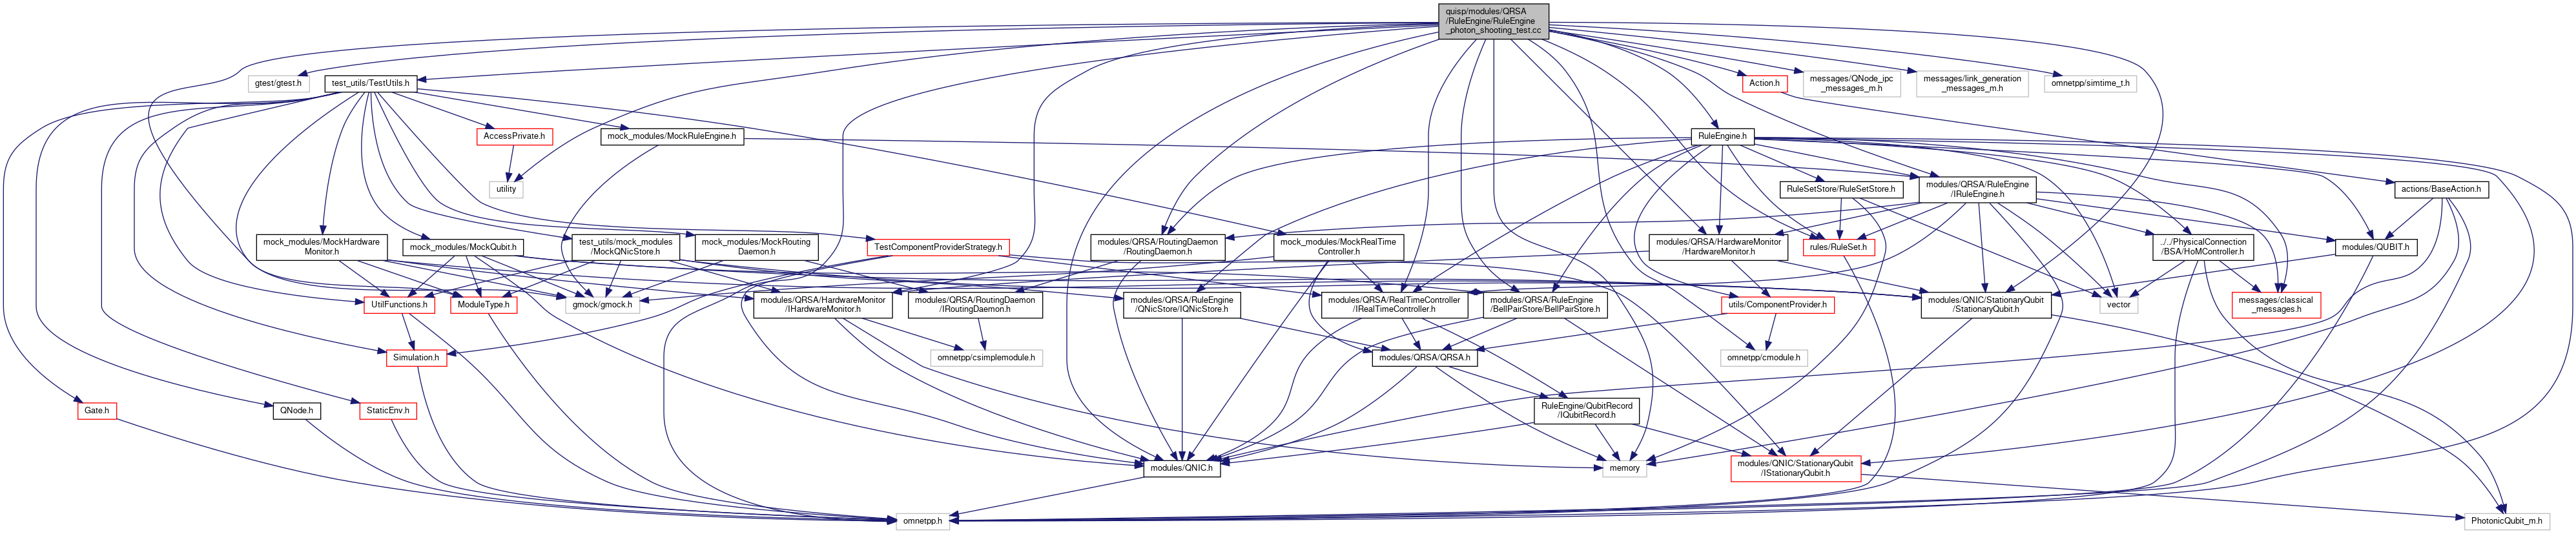 quisp/modules/QRSA
/RuleEngine/RuleEngine
_photon_shooting_test.cc
gtest/gtest.h
test_utils/TestUtils.h
Action.h
messages/QNode_ipc
_messages_m.h
messages/link_generation
_messages_m.h
omnetpp/simtime_t.h
AccessPrivate.h
mock_modules/MockRuleEngine.h
RuleEngine.h
utility
modules/QRSA/RuleEngine
/IRuleEngine.h
RuleSetStore/RuleSetStore.h
actions/BaseAction.h
mock_modules/MockHardware
Monitor.h
mock_modules/MockQubit.h
test_utils/mock_modules
/MockQNicStore.h
mock_modules/MockRouting
Daemon.h
TestComponentProviderStrategy.h
modules/QRSA/RoutingDaemon
/RoutingDaemon.h
mock_modules/MockRealTime
Controller.h
modules/QRSA/HardwareMonitor
/HardwareMonitor.h
rules/RuleSet.h
../../PhysicalConnection
/BSA/HoMController.h
modules/QUBIT.h
UtilFunctions.h
ModuleType.h
gmock/gmock.h
modules/QRSA/HardwareMonitor
/IHardwareMonitor.h
modules/QRSA/RoutingDaemon
/IRoutingDaemon.h
modules/QRSA/RuleEngine
/QNicStore/IQNicStore.h
modules/QRSA/RealTimeController
/IRealTimeController.h
modules/QRSA/RuleEngine
/BellPairStore/BellPairStore.h
utils/ComponentProvider.h
modules/QNIC/StationaryQubit
/StationaryQubit.h
vector
messages/classical
_messages.h
Simulation.h
omnetpp/csimplemodule.h
modules/QRSA/QRSA.h
omnetpp/cmodule.h
Gate.h
QNode.h
StaticEnv.h
RuleEngine/QubitRecord
/IQubitRecord.h
modules/QNIC.h
memory
modules/QNIC/StationaryQubit
/IStationaryQubit.h
omnetpp.h
PhotonicQubit_m.h